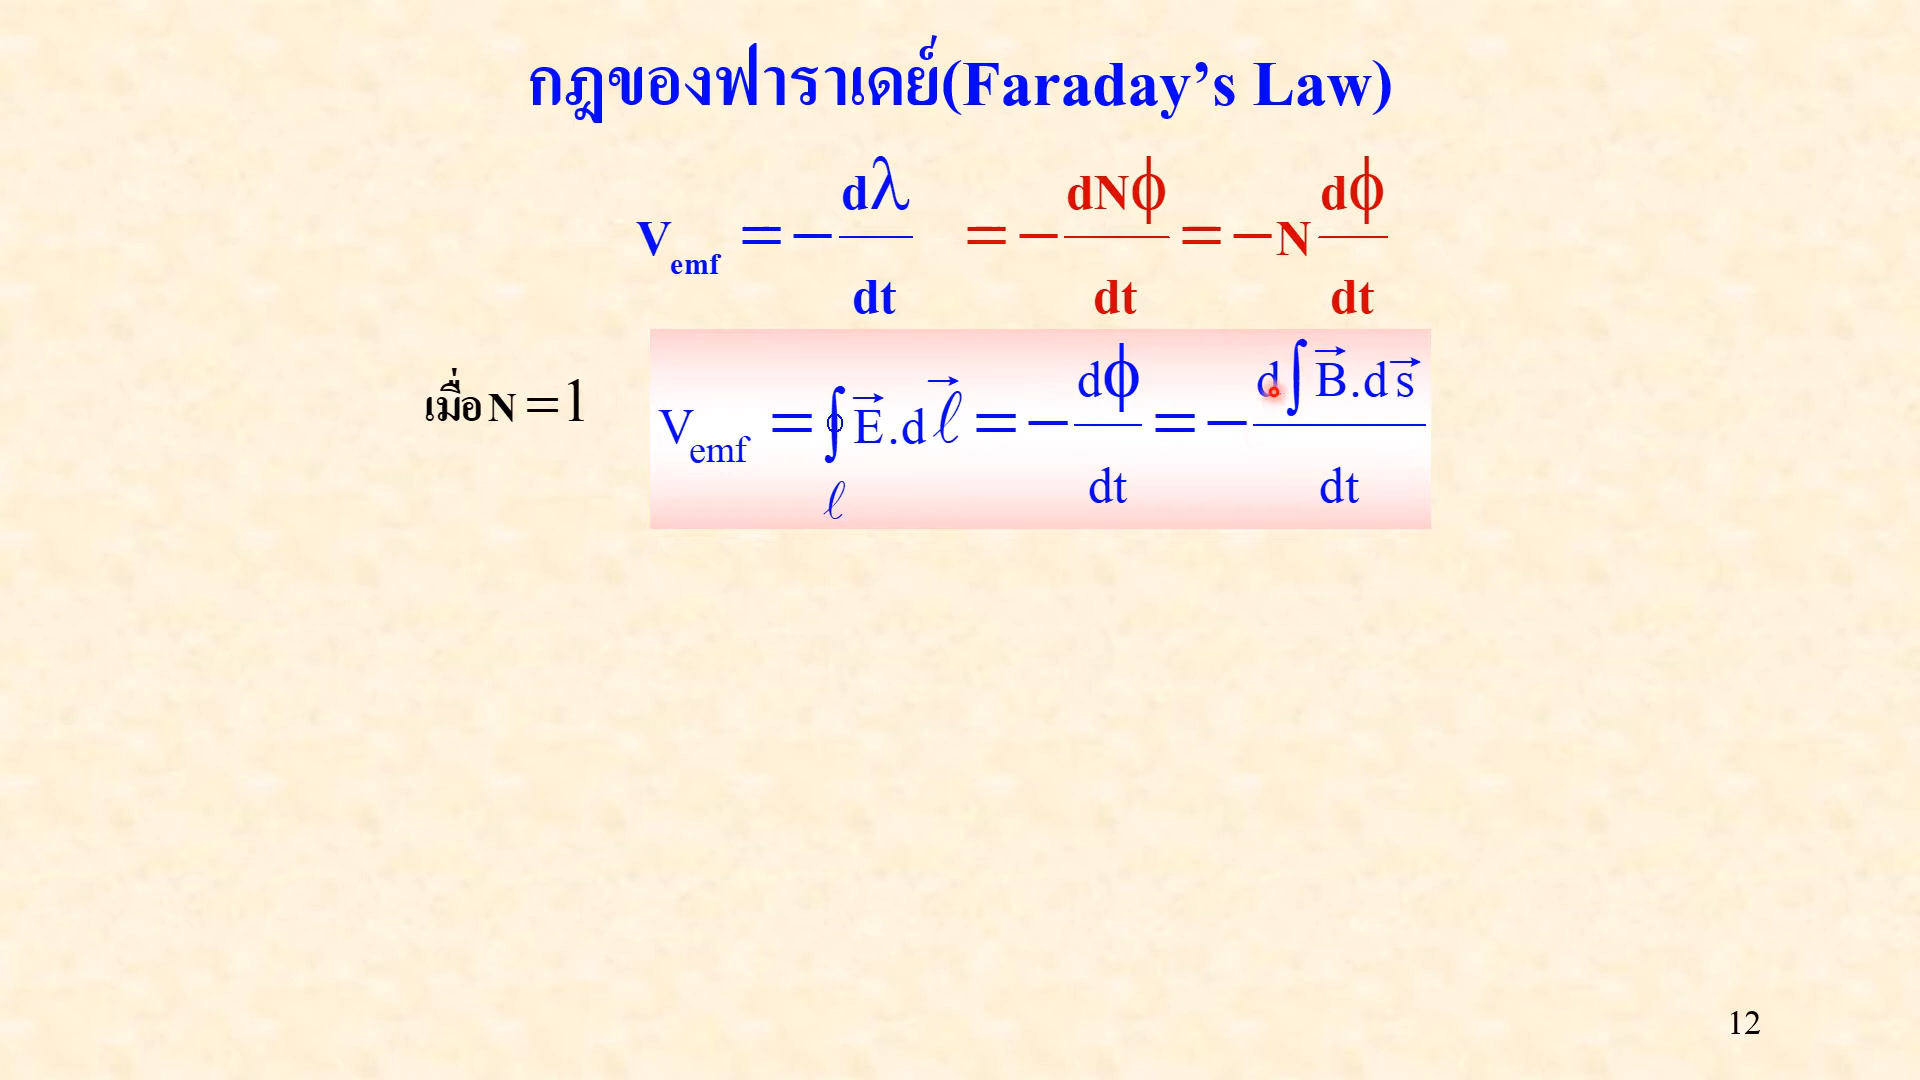 กฎของฟาราเดย์(Faraday’s Law)
V_emf = − dλ/dt = − dNϕ/dt = −N dϕ/dt
เมื่อ N = 1 V_emf = ∮_ℓ E⃗.dℓ⃗ = − dϕ/dt = − d∫B⃗.ds⃗/dt
12